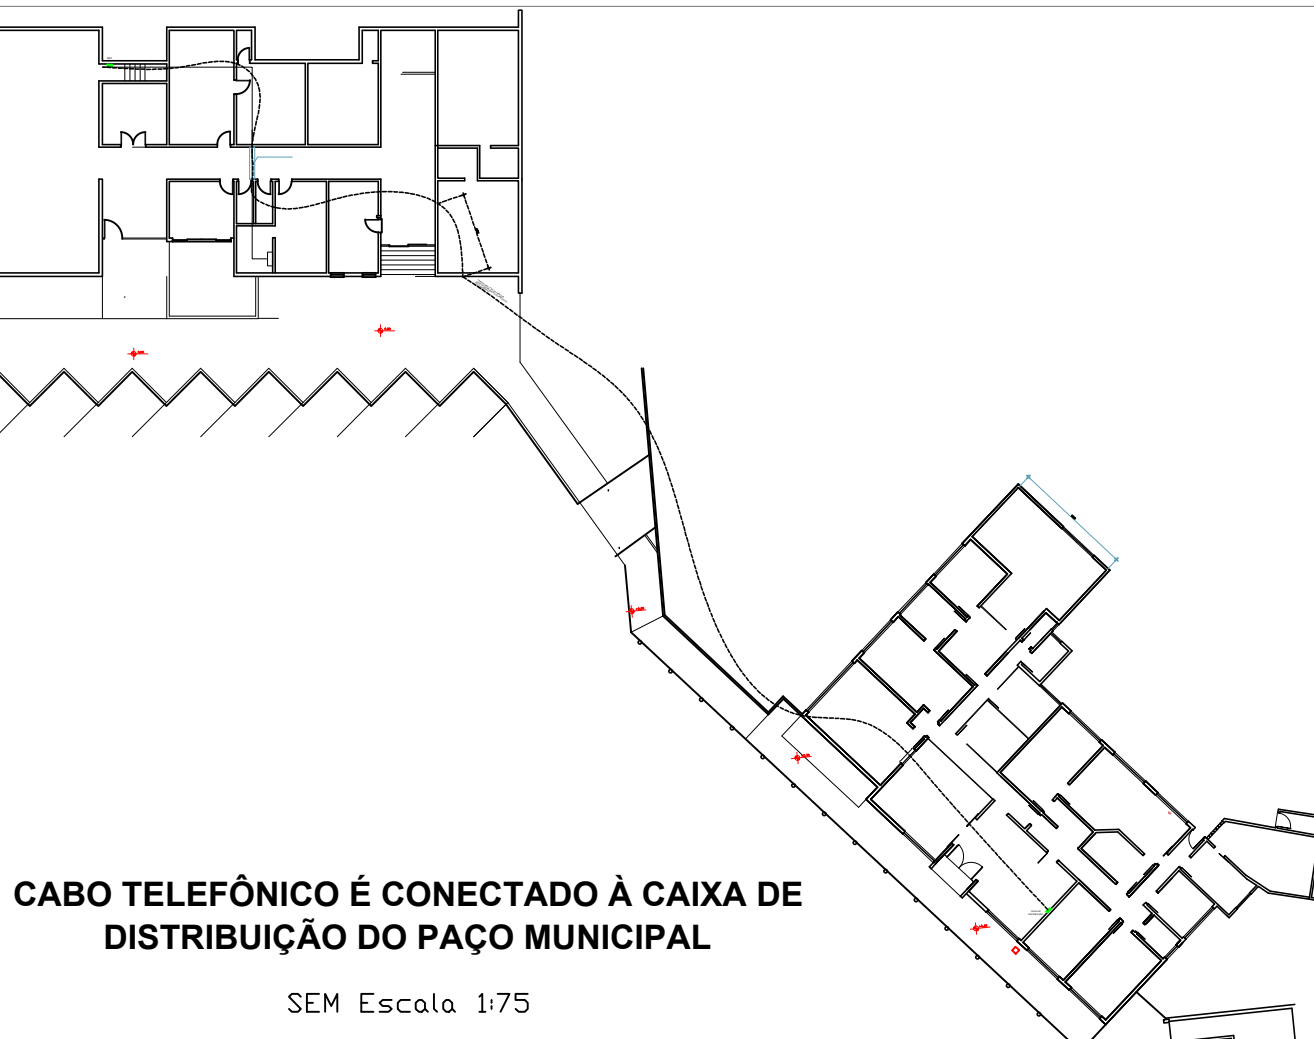 CABO TELEFÔNICO É CONECTADO À CAIXA DE
DISTRIBUIÇÃO DO PAÇO MUNICIPAL
SEM Escala 1:75